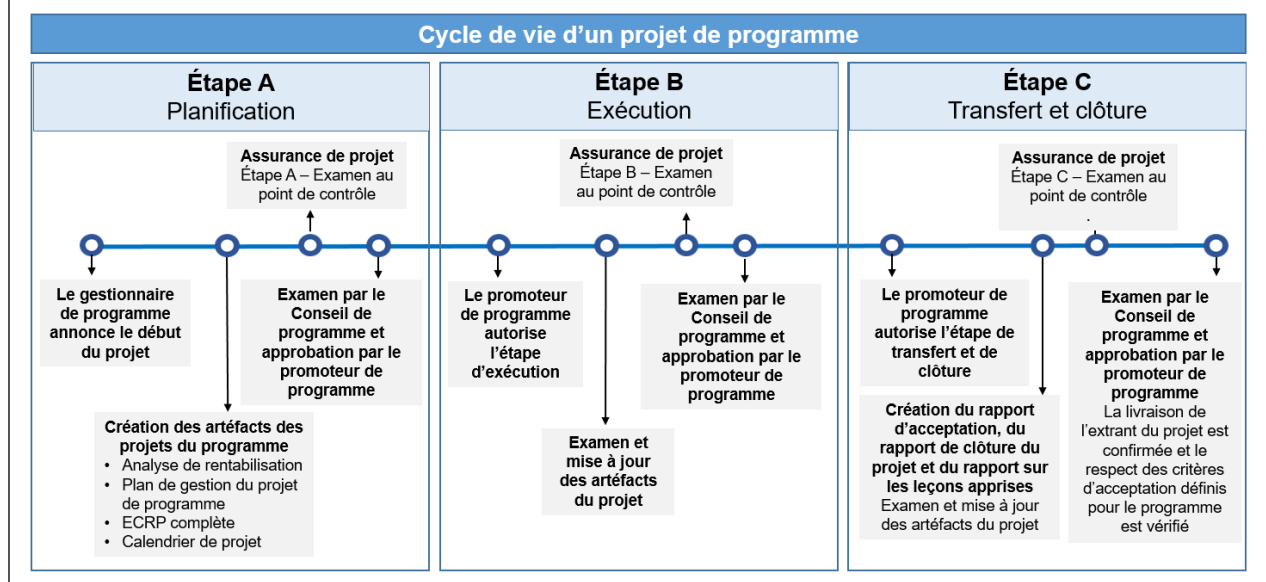 Cycle de vie d’un projet de programme
Étape A
Planification
Assurance de projet
Étape A – Examen au
point de contrôle
Le gestionnaire
de programme
annonce le début
du projet
Examen par le
Conseil de
programme et
approbation par le
promoteur de
programme
Création des artéfacts des
projets du programme
• Analyse de rentabilisation
• Plan de gestion du projet
de programme
• ECRP complète
• Calendrier de projet
Étape B
Exécution
Assurance de projet
Étape B – Examen
au point de contrôle
Le promoteur
de programme
autorise
l’étape
d’exécution
Examen par le
Conseil de
programme et
approbation par le
promoteur de
programme
Examen et
mise à jour
des artéfacts
du projet
Étape C
Transfert et clôture
Assurance de projet
Étape C – Examen au
point de contrôle
.
Le promoteur de
programme
autorise l’étape de
transfert et de
clôture
Création du rapport
d’acceptation, du
rapport de clôture du
projet et du rapport sur
les leçons apprises
Examen et mise à jour
des artéfacts du projet
Examen par le
Conseil de
programme et
approbation par le
promoteur de
programme
La livraison de
l’extrant du projet est
confirmée et le
respect des critères
d’acceptation définis
pour le programme
est vérifié